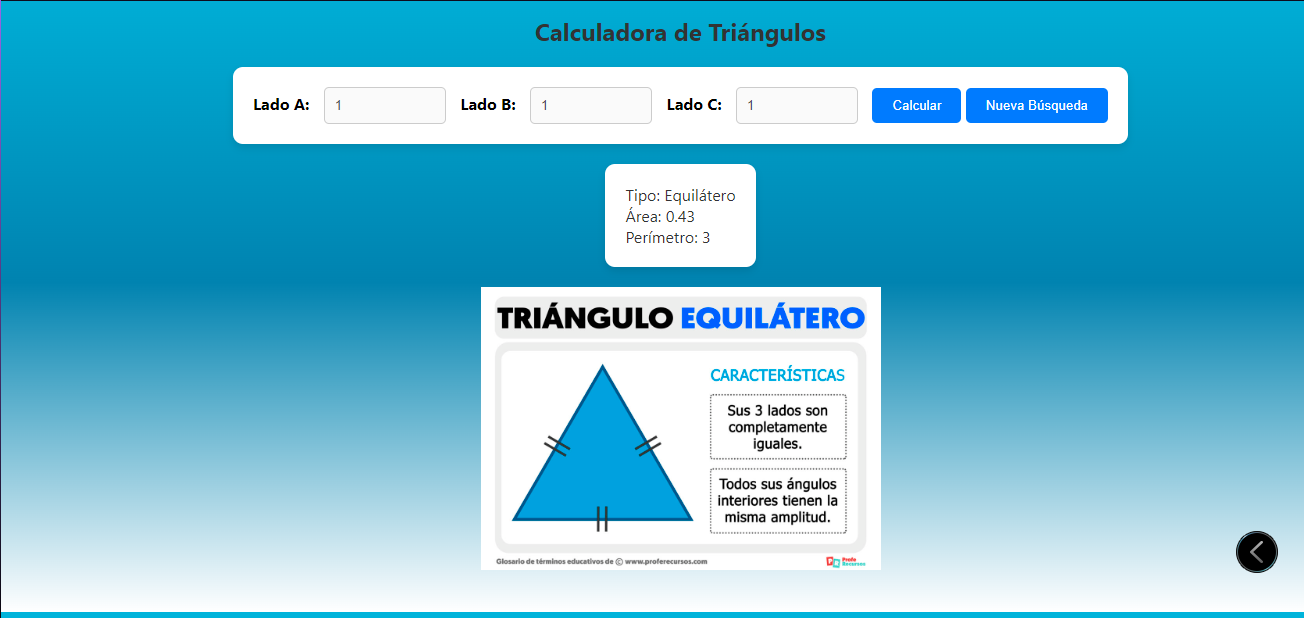 Calculadora de Triángulos
Lado A: 1 Lado B: 1 Lado C: 1 Calcular Nueva Búsqueda
Tipo: Equilátero
Área: 0.43
Perímetro: 3
TRIÁNGULO EQUILÁTERO
CARACTERÍSTICAS
Sus 3 lados son
completamente
iguales.
Todos sus ángulos
interiores tienen la
misma amplitud.
Glosario de términos educativos de © www.proferecursos.com
Profe
Recursos